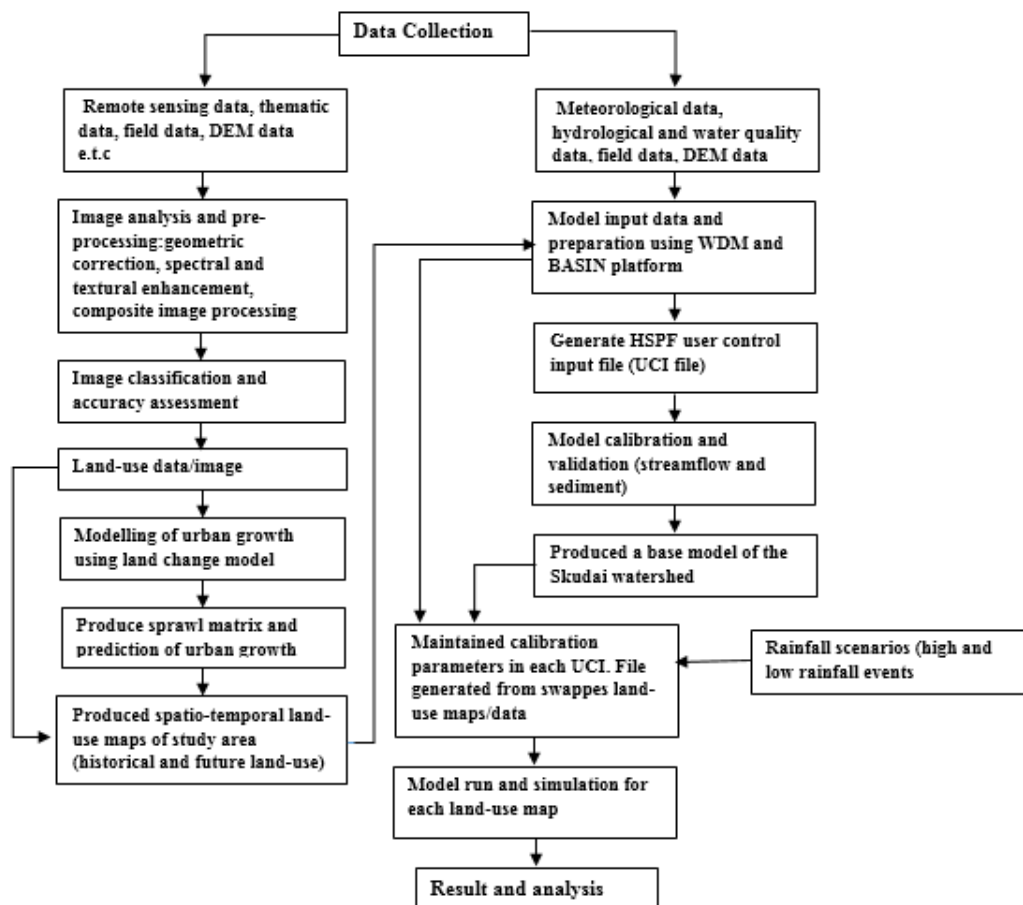 Data Collection
Remote sensing data, thematic
data, field data, DEM data
e.t.c
Image analysis and pre-
processing:geometric
correction, spectral and
textural enhancement,
composite image processing
Image classification and
accuracy assessment
Land-use data/image
Modelling of urban growth
using land change model
Produce sprawl matrix and
prediction of urban growth
Produced spatio-temporal land-
use maps of study area
(historical and future land-use)
Meteorological data,
hydrological and water quality
data, field data, DEM data
Model input data and
preparation using WDM and
BASIN platform
Generate HSPF user control
input file (UCI file)
Model calibration and
validation (streamflow and
sediment)
Produced a base model of the
Skudai watershed
Maintained calibration
parameters in each UCI. File
generated from swappes land-
use maps/data
Rainfall scenarios (high and
low rainfall events
Model run and simulation for
each land-use map
Result and analysis